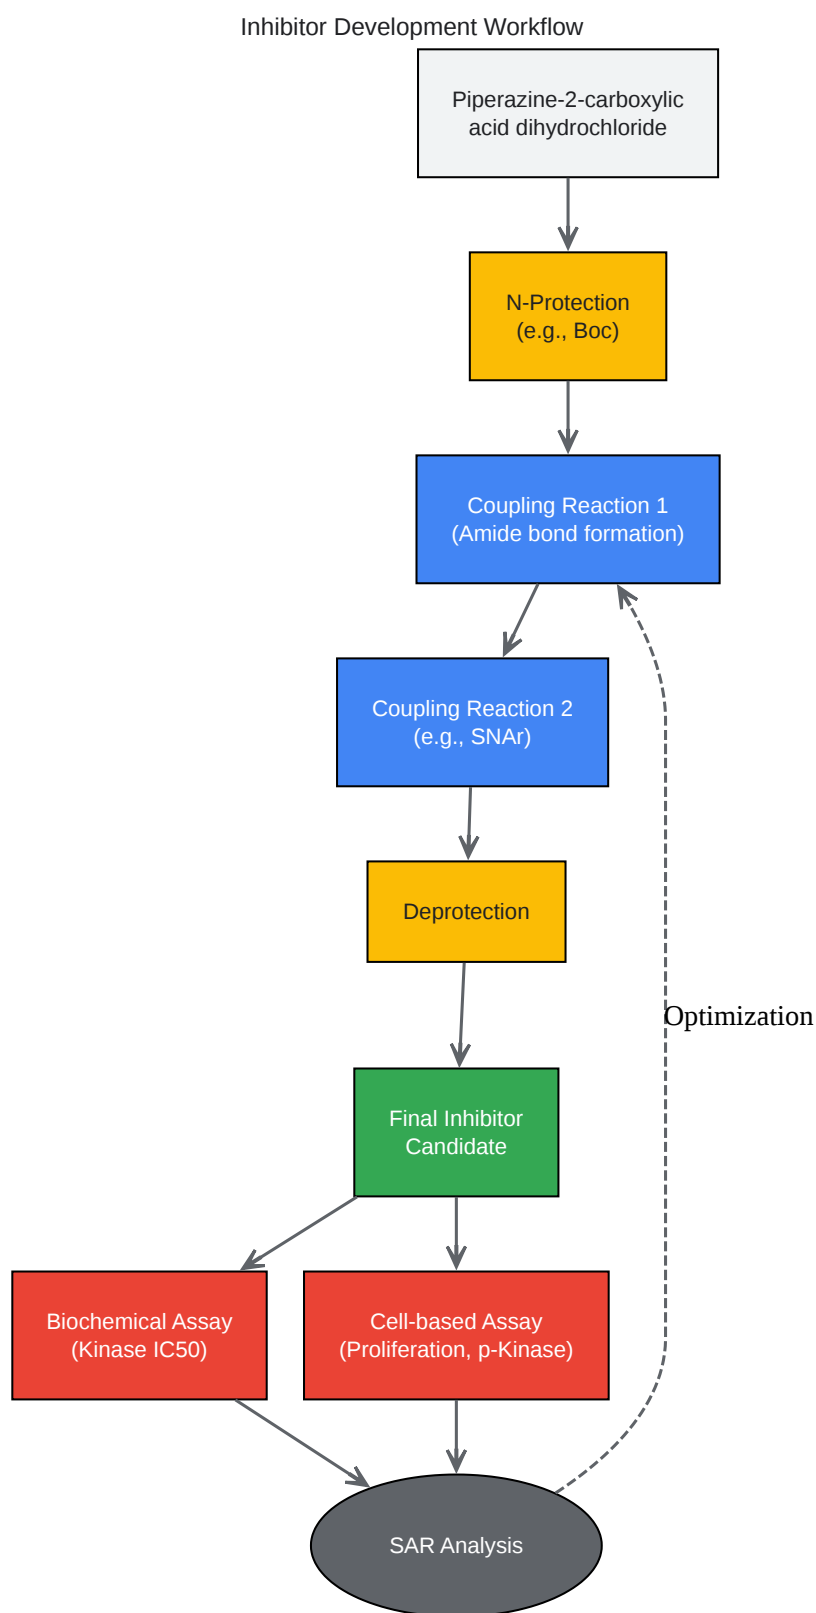 Inhibitor Development Workflow
Piperazine-2-carboxylic
acid dihydrochloride
N-Protection
(e.g., Boc)
Coupling Reaction 1
(Amide bond formation)
Coupling Reaction 2
(e.g., SNAr)
Deprotection
Optimization
Final Inhibitor
Candidate
Biochemical Assay
(Kinase IC50)
Cell-based Assay
(Proliferation, p-Kinase)
SAR Analysis